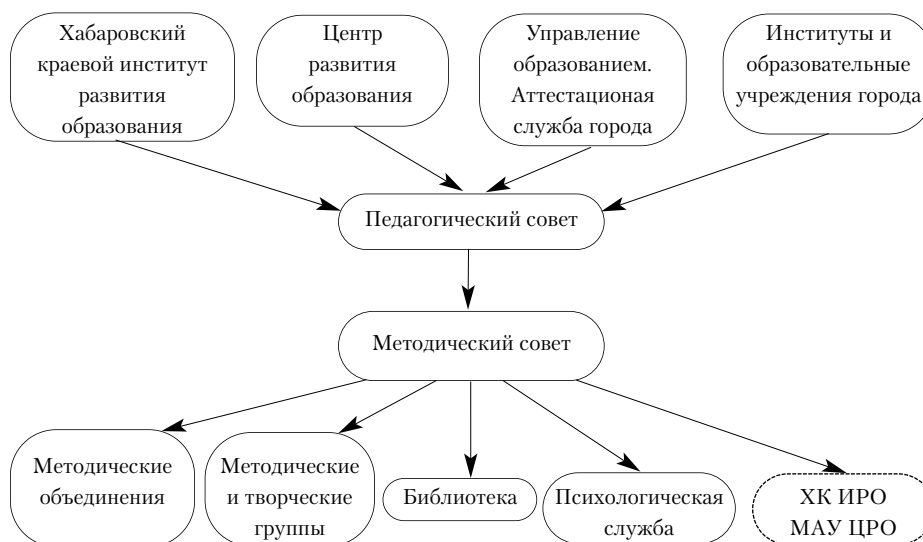 Хабаровский
краевой институт
развития
образования
Центр
развития
образования
Управление
образованием.
Аттестационая
служба города
Институты и
образовательные
учреждения города
Педагогический совет
Методический совет
Методические
объединения
Методические
и творческие
группы
Библиотека
Психологическая
служба
ХК ИРО
МАУ ЦРО